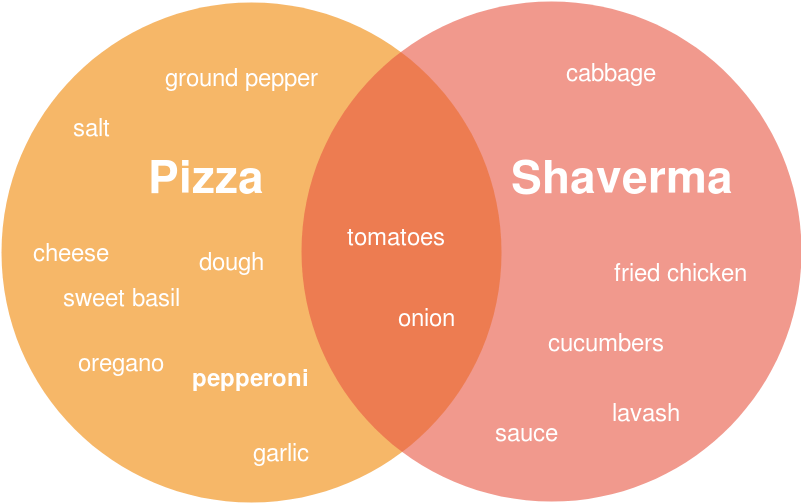 ground pepper
salt
Pizza
cheese
dough
sweet basil
oregano
pepperoni
garlic
tomatoes
onion
cabbage
Shaverma
fried chicken
cucumbers
lavash
sauce